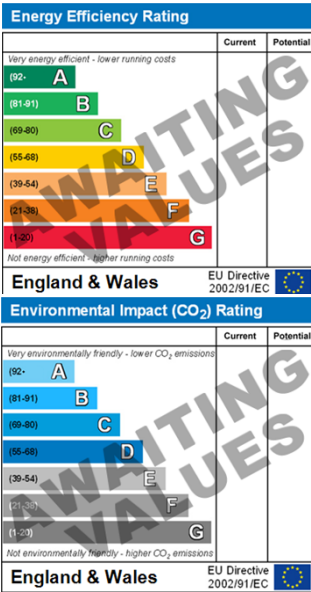 Energy Efficiency Rating
Current Potential
Very energy efficient - lower running costs
(92- A
(81-91) B
(69-80) C
(55-68) D
(39-54) E
(21-38) F
(1-20) G
Not energy efficient - higher running costs
AWAITING
VALUES
England & Wales
EU Directive
2002/91/EC
Environmental Impact (CO₂) Rating
Current Potential
Very environmentally friendly - lower CO₂ emissions
(92- A
(81-91) B
(69-80) C
(55-68) D
(39-54) E
(21-38) F
(1-20) G
Not environmentally friendly - higher CO₂ emissions
AWAITING
VALUES
England & Wales
EU Directive
2002/91/EC